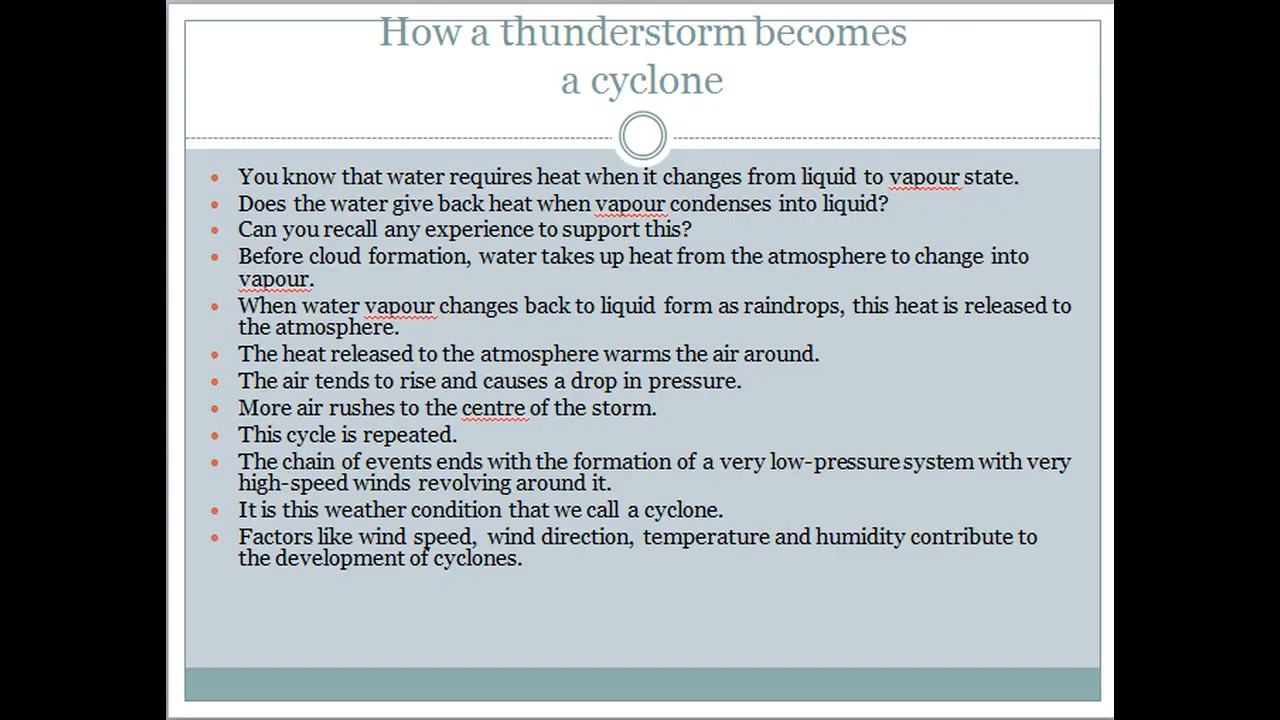 How a thunderstorm becomes
a cyclone
You know that water requires heat when it changes from liquid to vapour state.
Does the water give back heat when vapour condenses into liquid?
Can you recall any experience to support this?
Before cloud formation, water takes up heat from the atmosphere to change into
vapour.
When water vapour changes back to liquid form as raindrops, this heat is released to
the atmosphere.
The heat released to the atmosphere warms the air around.
The air tends to rise and causes a drop in pressure.
More air rushes to the centre of the storm.
This cycle is repeated.
The chain of events ends with the formation of a very low-pressure system with very
high-speed winds revolving around it.
It is this weather condition that we call a cyclone.
Factors like wind speed, wind direction, temperature and humidity contribute to
the development of cyclones.